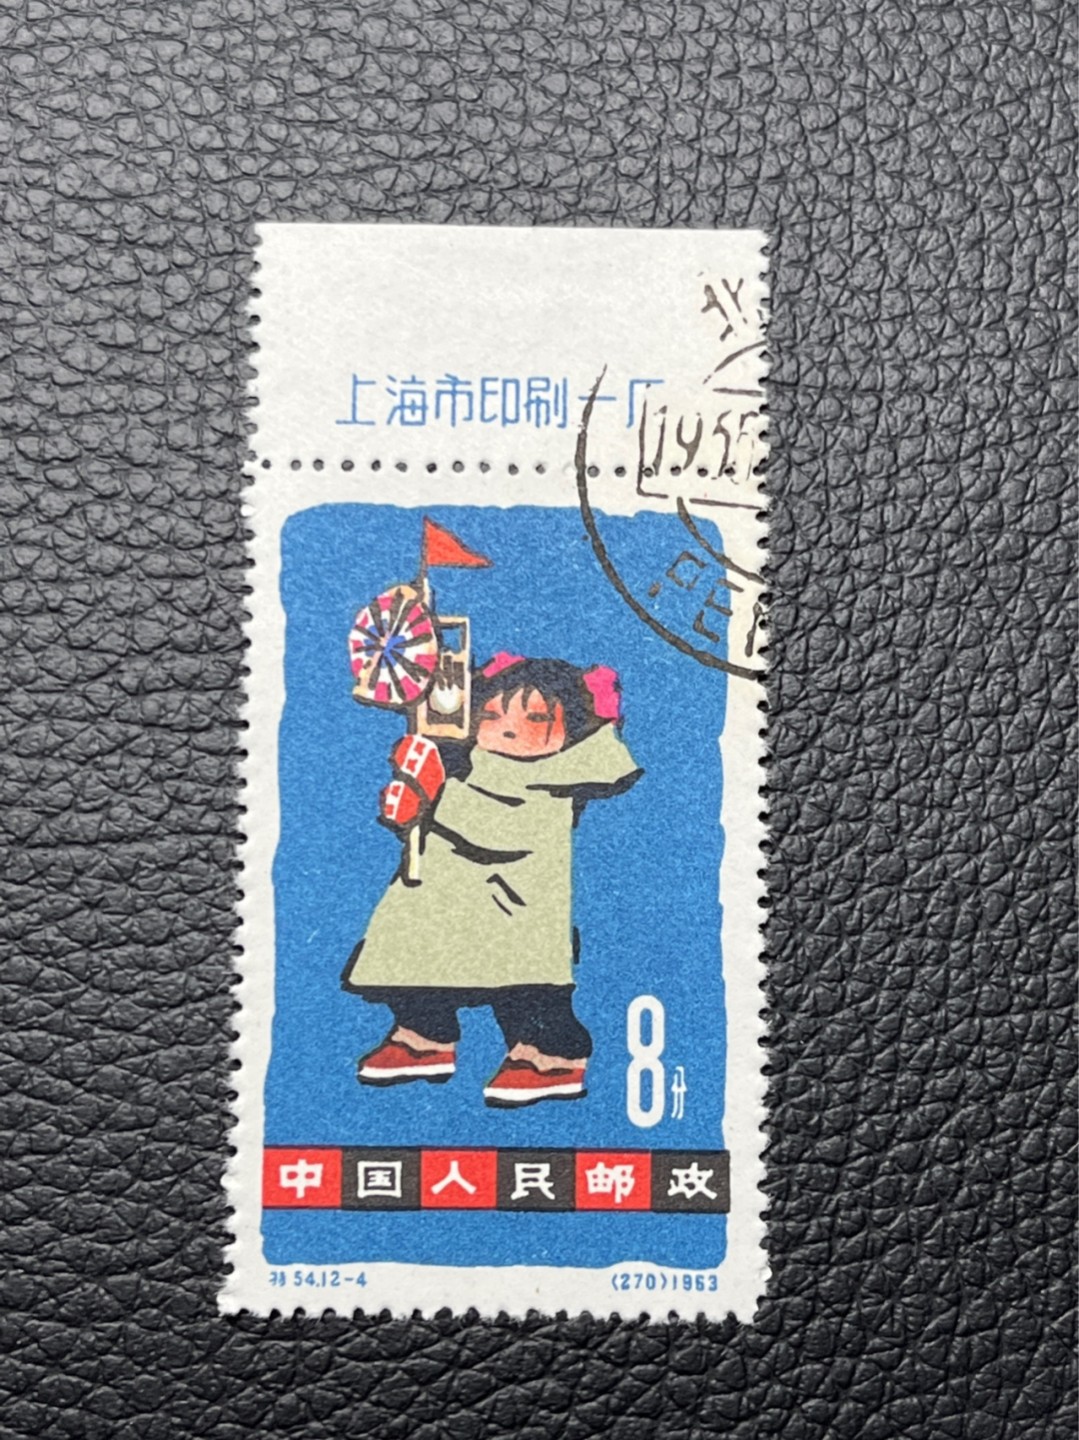 北
上海市印刷一厂
8分
中国人民邮政
特54.12-4
(270)1963